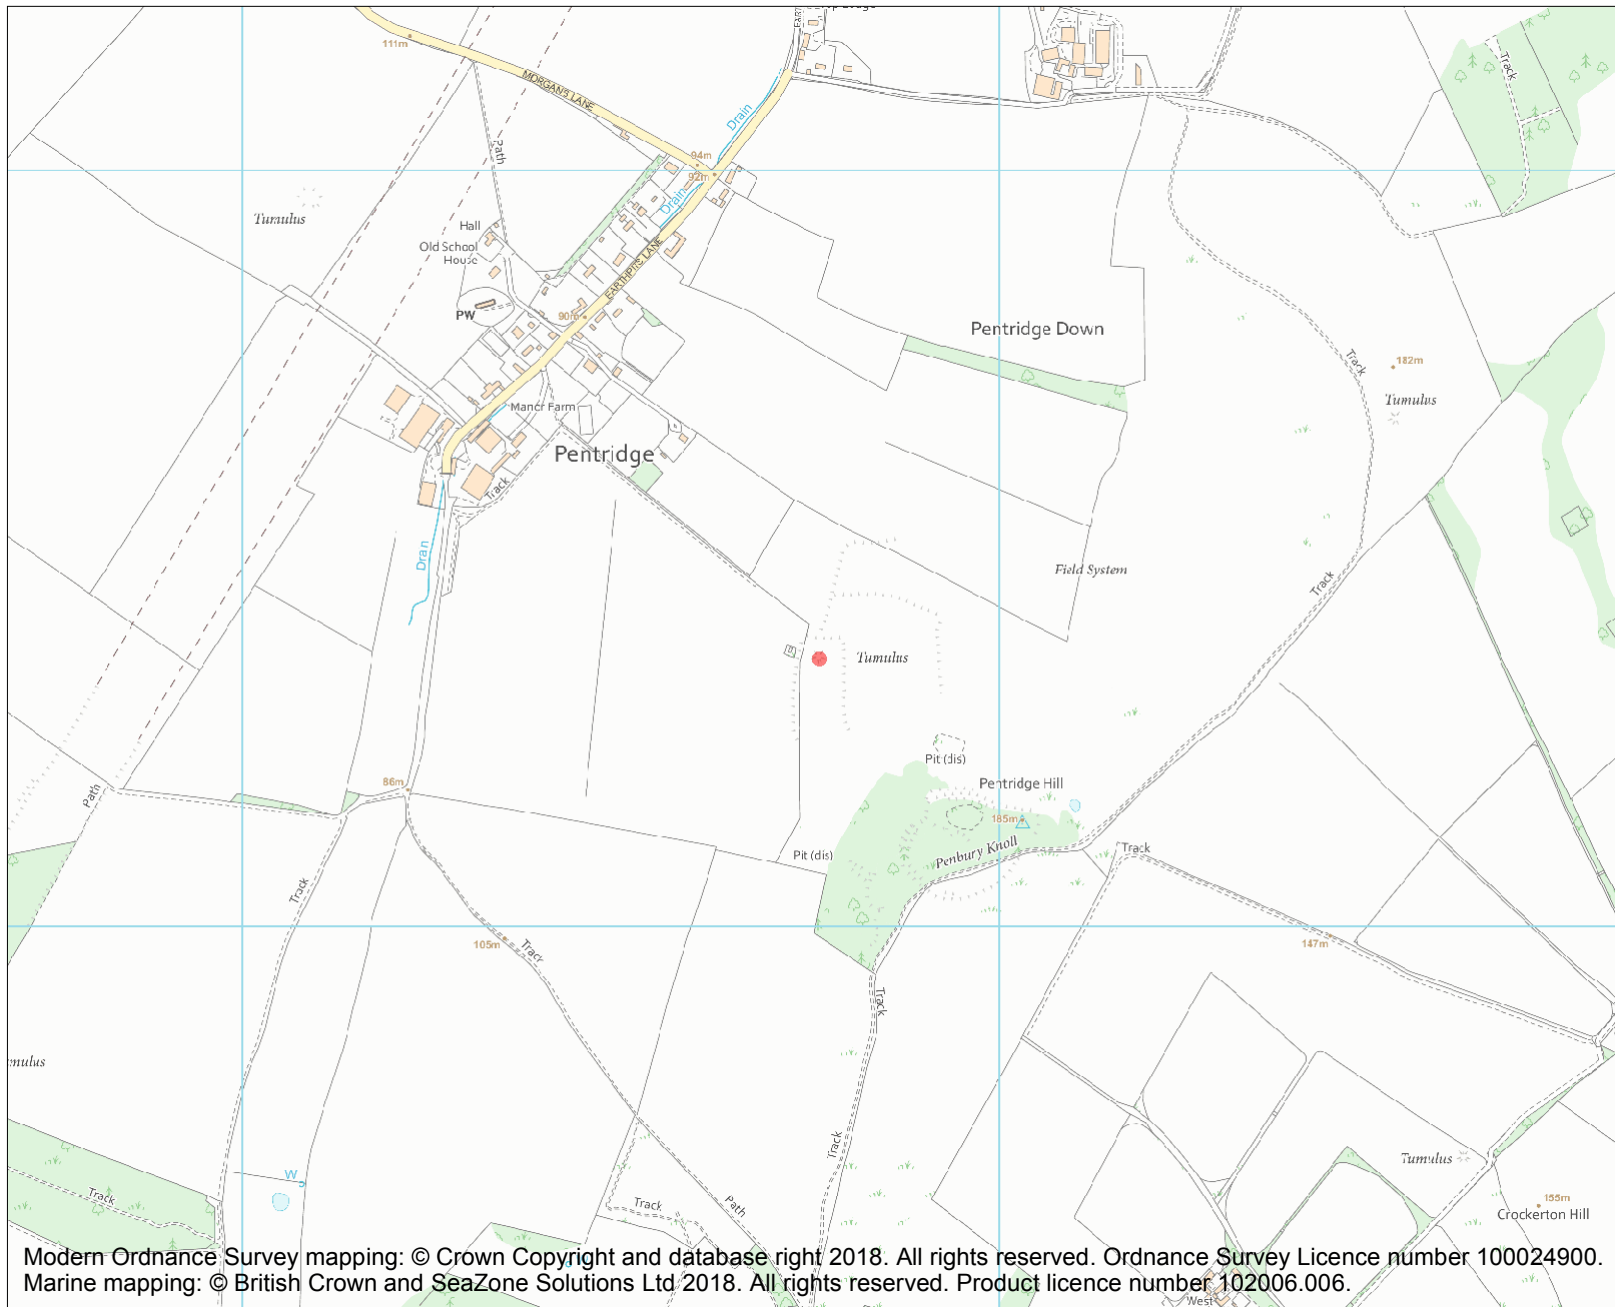 111m
MORGANS LANE
Drain
Track
Path
94m
92m
Drain
Tumulus
Hall
Old School
House
EARTHPITS LANE
PW
90m
Pentridge Down
Track
182m
Tumulus
Manor Farm
Pentridge
Track
Drain
Field System
Track
Tumulus
Pit (dis)
Pentridge Hill
86m
Path
185m
Penbury Knoll
Pit (dis)
Track
Track
105m
Track
147m
Track
Track
Tumulus
W
Track
Track
Path
155m
Crockerton Hill
Modern Ordnance Survey mapping: © Crown Copyright and database right 2018. All rights reserved. Ordnance Survey Licence number 100024900.
Marine mapping: © British Crown and SeaZone Solutions Ltd 2018. All rights reserved. Product licence number 102006.006.
West